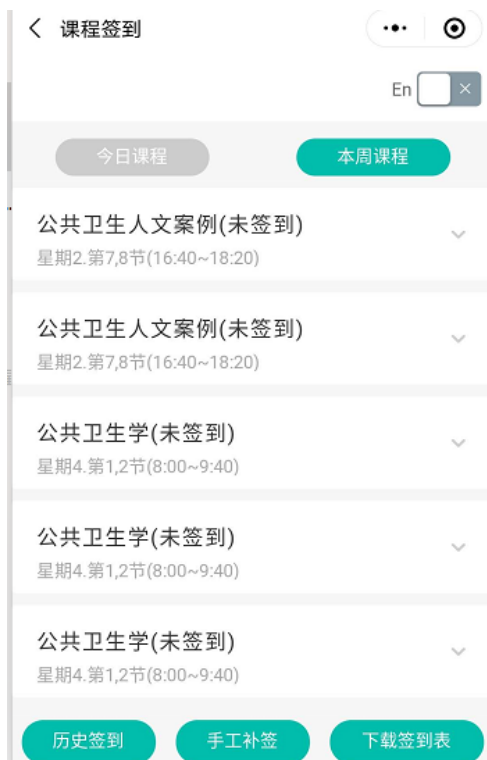 课程签到
En
今日课程
本周课程
公共卫生人文案例(未签到)
星期2.第7,8节(16:40~18:20)
公共卫生人文案例(未签到)
星期2.第7,8节(16:40~18:20)
公共卫生学(未签到)
星期4.第1,2节(8:00~9:40)
公共卫生学(未签到)
星期4.第1,2节(8:00~9:40)
公共卫生学(未签到)
星期4.第1,2节(8:00~9:40)
历史签到
手工补签
下载签到表